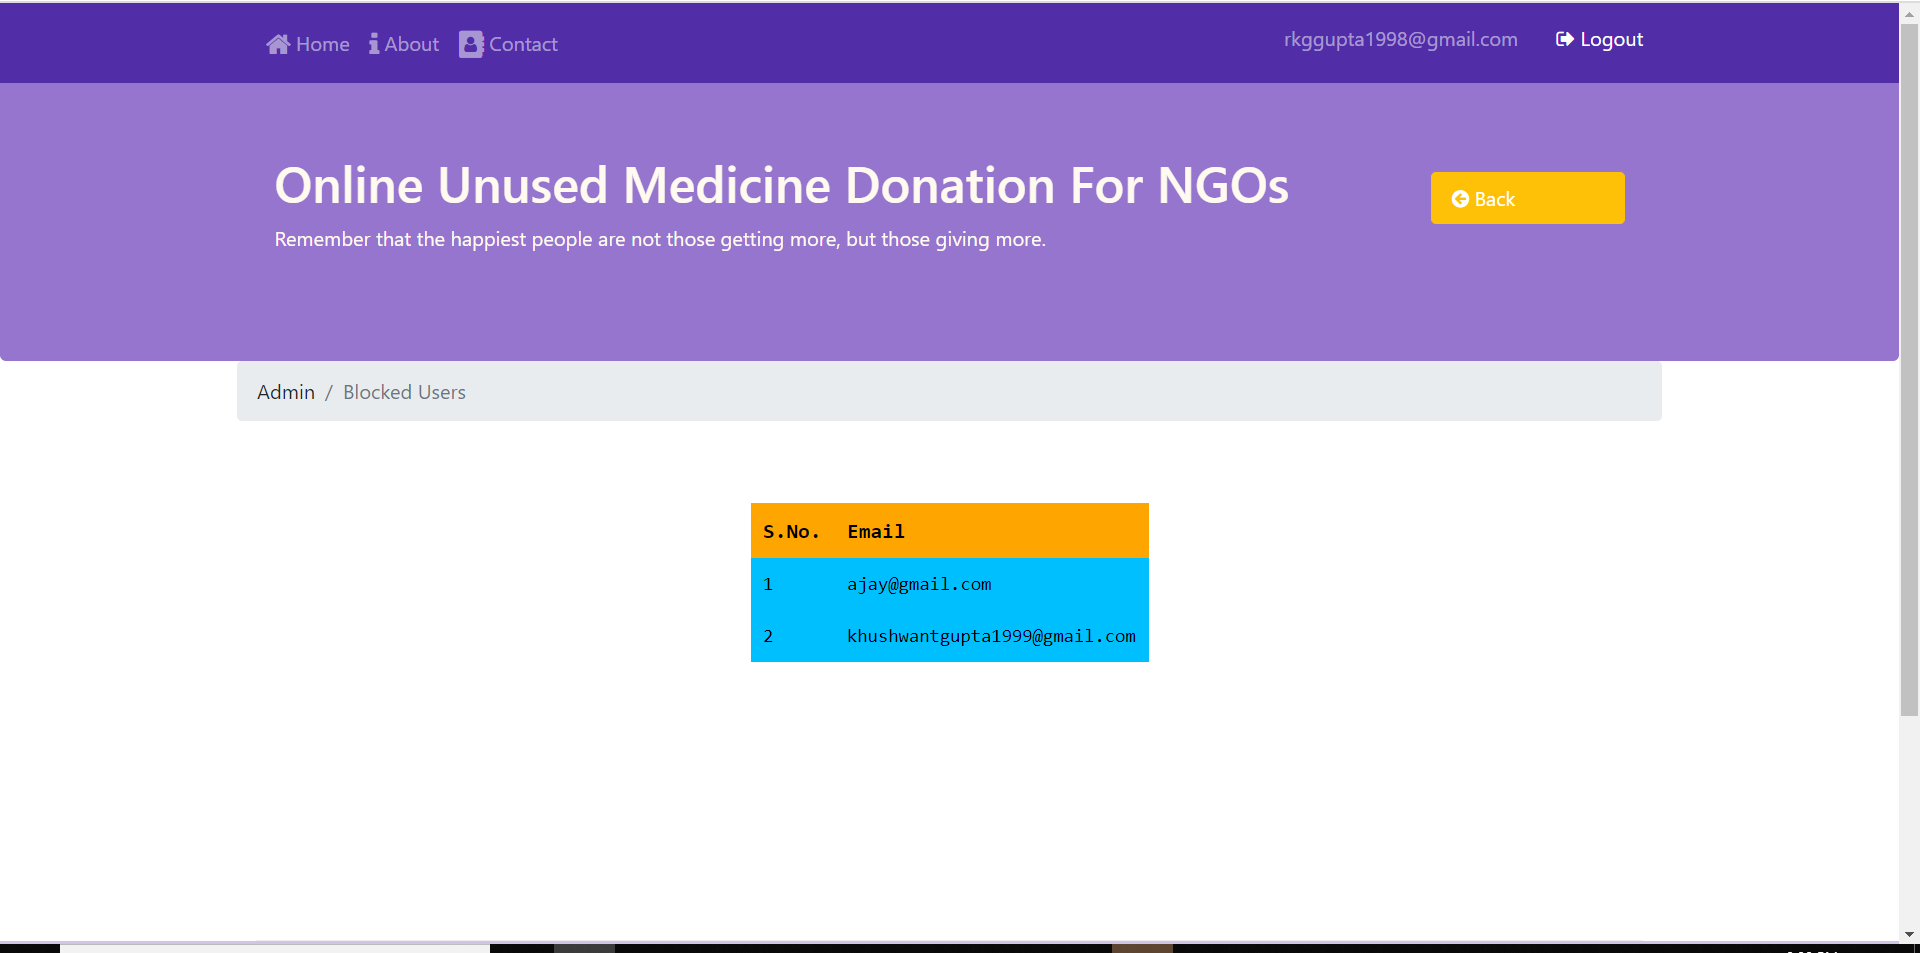 Home About Contact rkggupta1998@gmail.com Logout
Online Unused Medicine Donation For NGOs
Back
Remember that the happiest people are not those getting more, but those giving more.
Admin / Blocked Users
S.No. Email
1 ajay@gmail.com
2 khushwantgupta1999@gmail.com